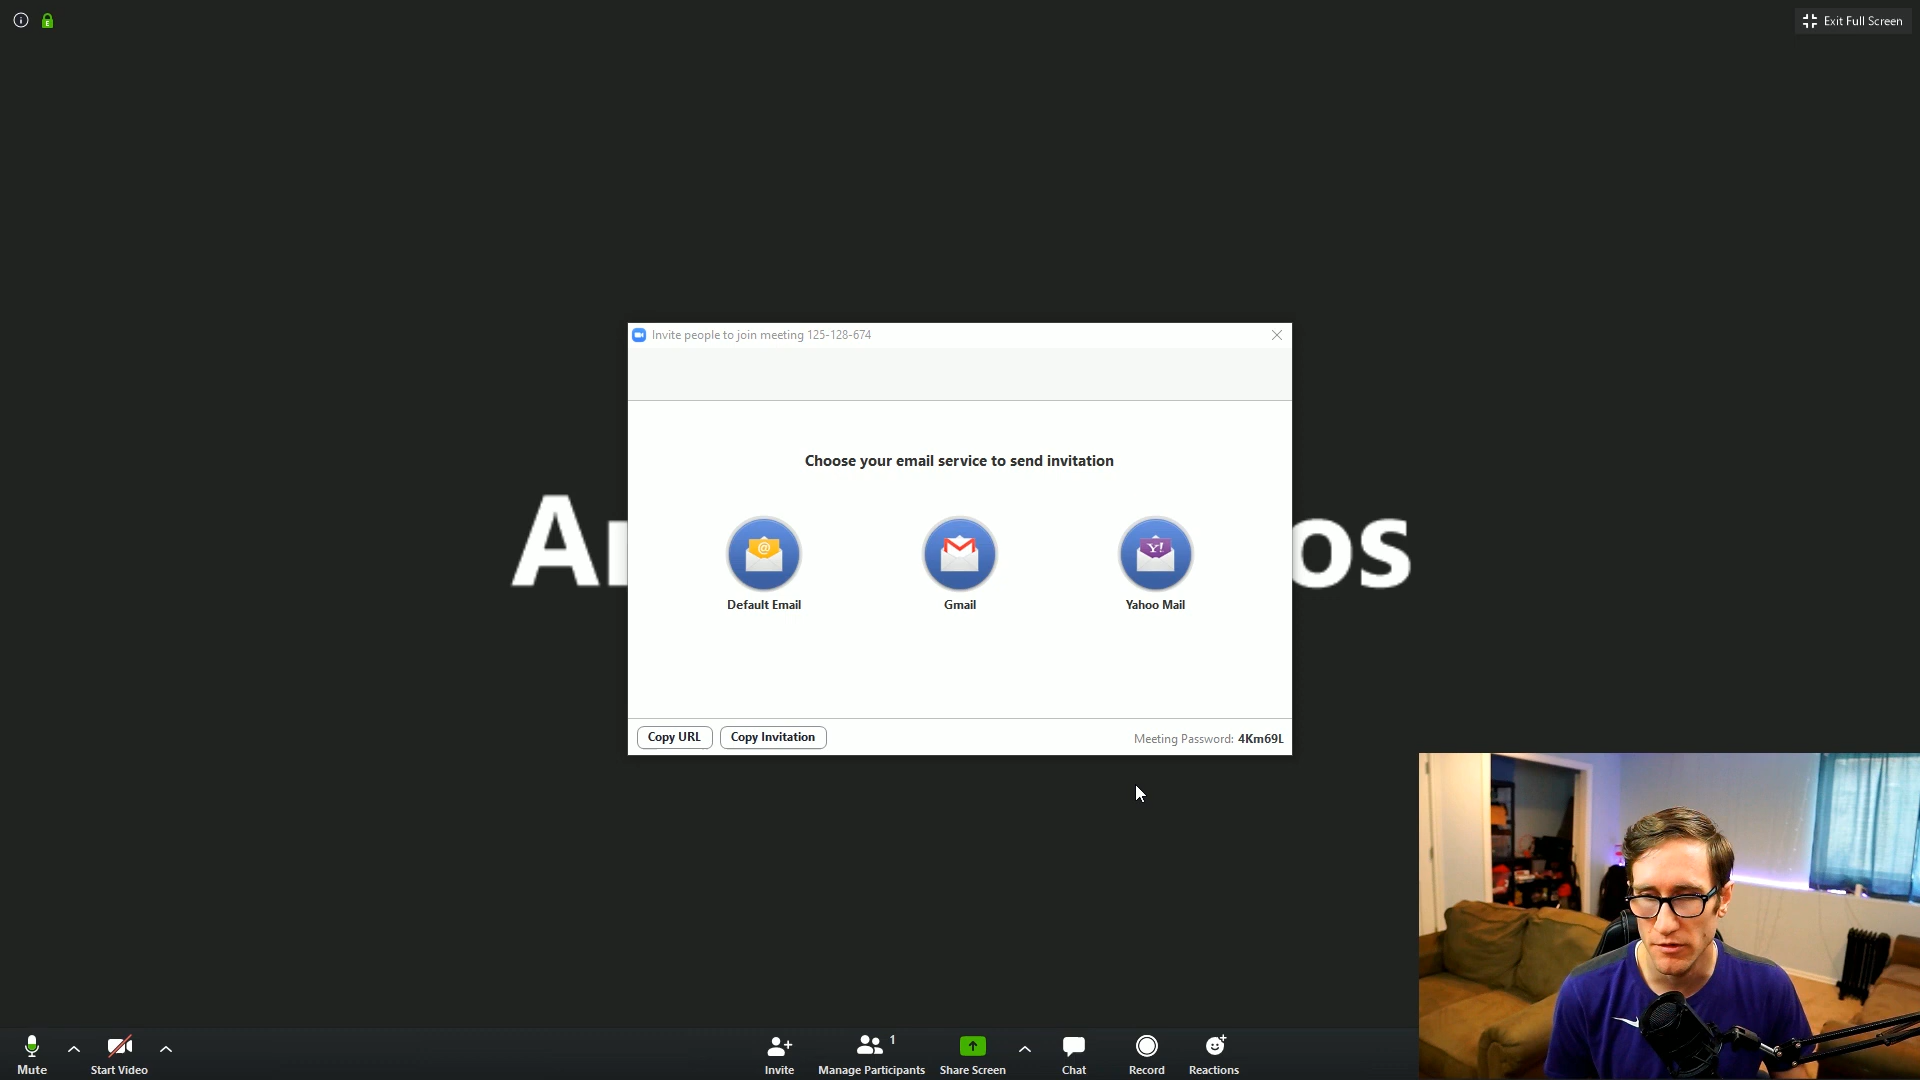 Exit Full Screen
Invite people to join meeting 125-128-674
Choose your email service to send invitation
Default Email
Gmail
Yahoo Mail
Copy URL
Copy Invitation
Meeting Password: 4Km69L
Mute
Start Video
Invite
1
Manage Participants
Share Screen
Chat
Record
Reactions